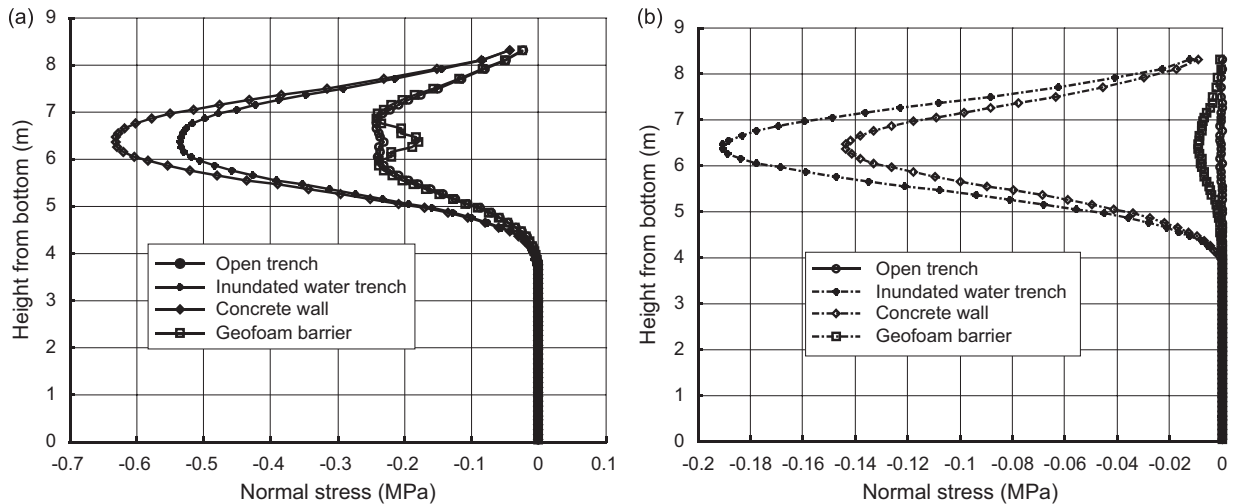 (a)
9
8
7
6
5
4
3
2
1
0
Height from bottom (m)
Open trench
Inundated water trench
Concrete wall
Geofoam barrier
-0.7 -0.6 -0.5 -0.4 -0.3 -0.2 -0.1 0 0.1
Normal stress (MPa)
(b)
9
8
7
6
5
4
3
2
1
0
Height from bottom (m)
Open trench
Inundated water trench
Concrete wall
Geofoam barrier
-0.2 -0.18 -0.16 -0.14 -0.12 -0.1 -0.08 -0.06 -0.04 -0.02 0
Normal stress (MPa)